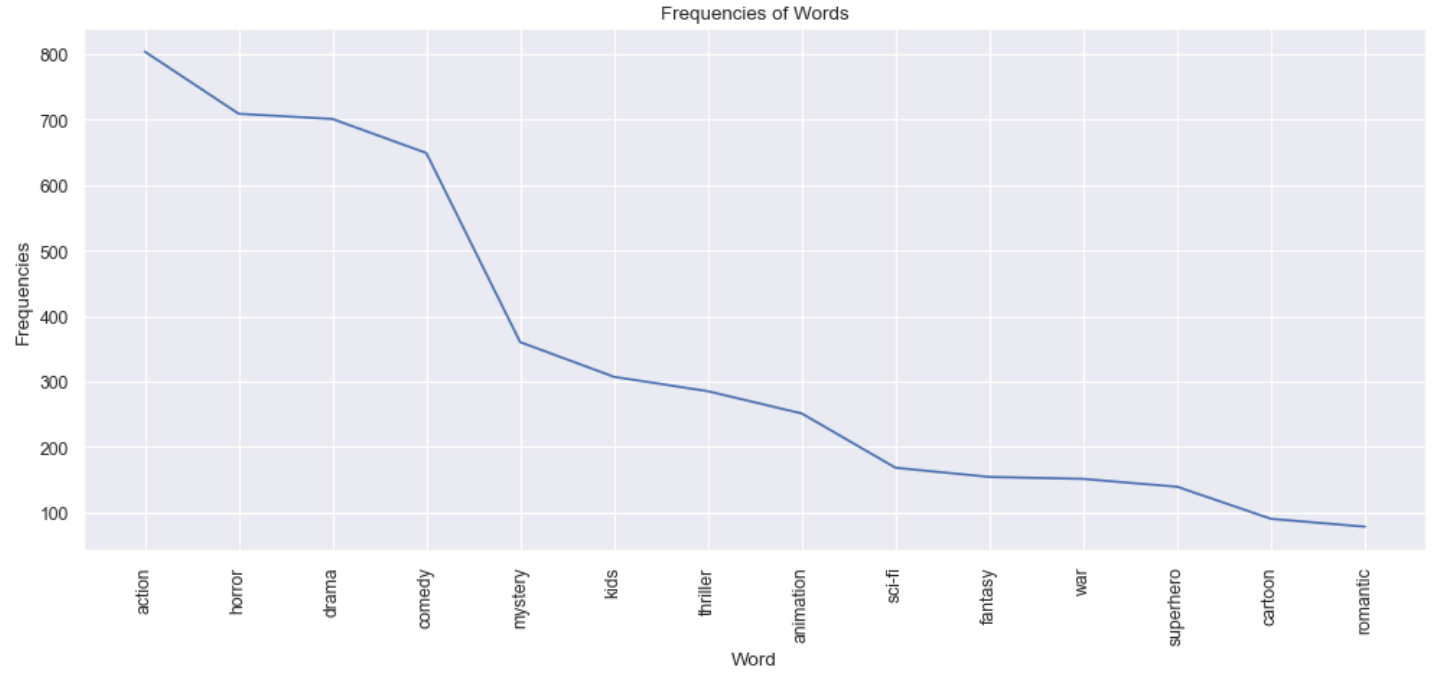 Frequencies of Words
Frequencies
800
700
600
500
400
300
200
100
action
horror
drama
comedy
mystery
kids
thriller
animation
sci-fi
fantasy
war
superhero
cartoon
romantic
Word